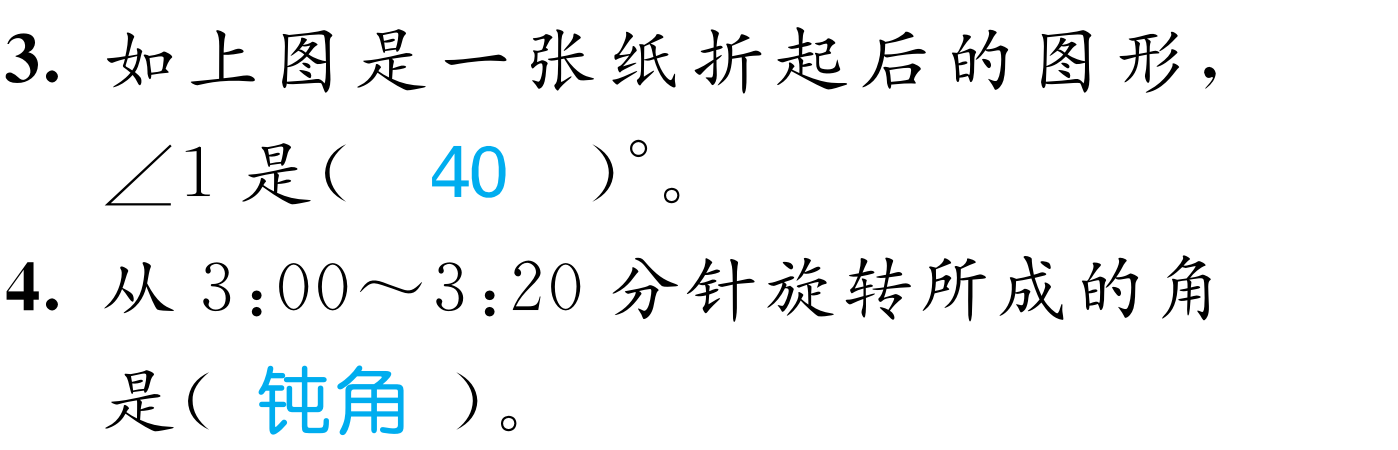 3. 如上图是一张纸折起后的图形，
∠1 是( 40 )°。
4. 从 3:00～3:20 分针旋转所成的角
是( 钝角 )。